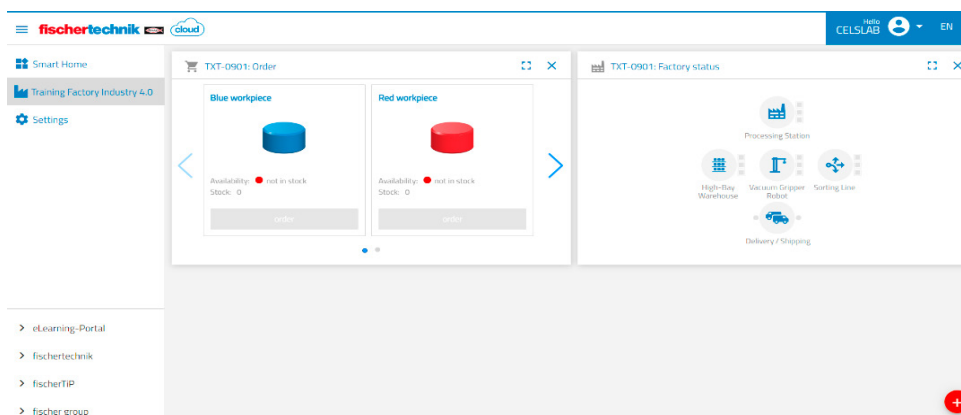 fischertechnik cloud
Hello
CELSLAB
EN
Smart Home
Training Factory Industry 4.0
Settings
TXT-0901: Order
Blue workpiece
Red workpiece
Availability: not in stock
Stock: 0
Availability: not in stock
Stock: 0
order
order
TXT-0901: Factory status
Processing Station
High-Bay
Warehouse
Vacuum Gripper
Robot
Sorting Line
Delivery / Shipping
eLearning-Portal
fischertechnik
fischerTiP
fischer group